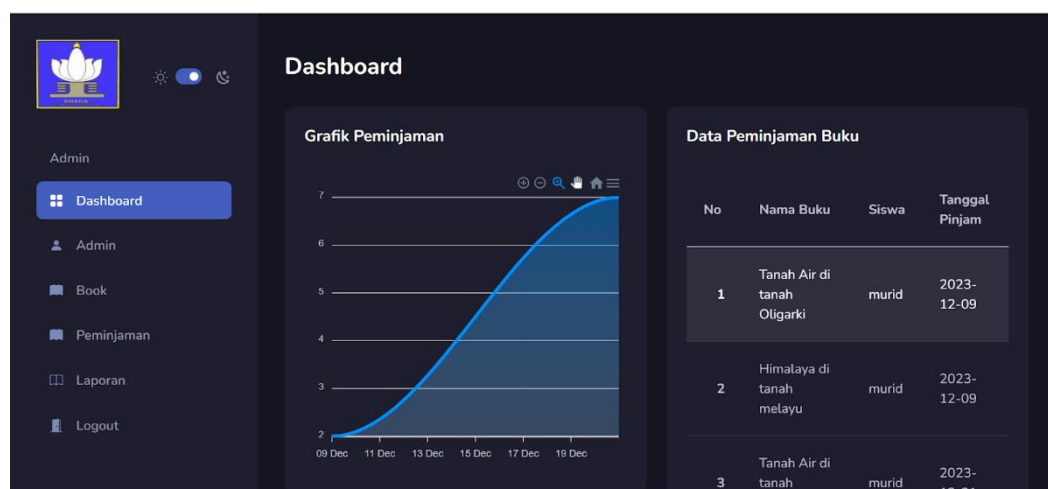 SMAGA
Dashboard
Admin
Dashboard
Admin
Book
Peminjaman
Laporan
Logout
Grafik Peminjaman
7
6
5
4
3
2
09 Dec 11 Dec 13 Dec 15 Dec 17 Dec 19 Dec
Data Peminjaman Buku
No Nama Buku Siswa Tanggal
Pinjam
1 Tanah Air di
tanah
Oligarki murid 2023-
12-09
2 Himalaya di
tanah
melayu murid 2023-
12-09
3 Tanah Air di
tanah murid 2023-